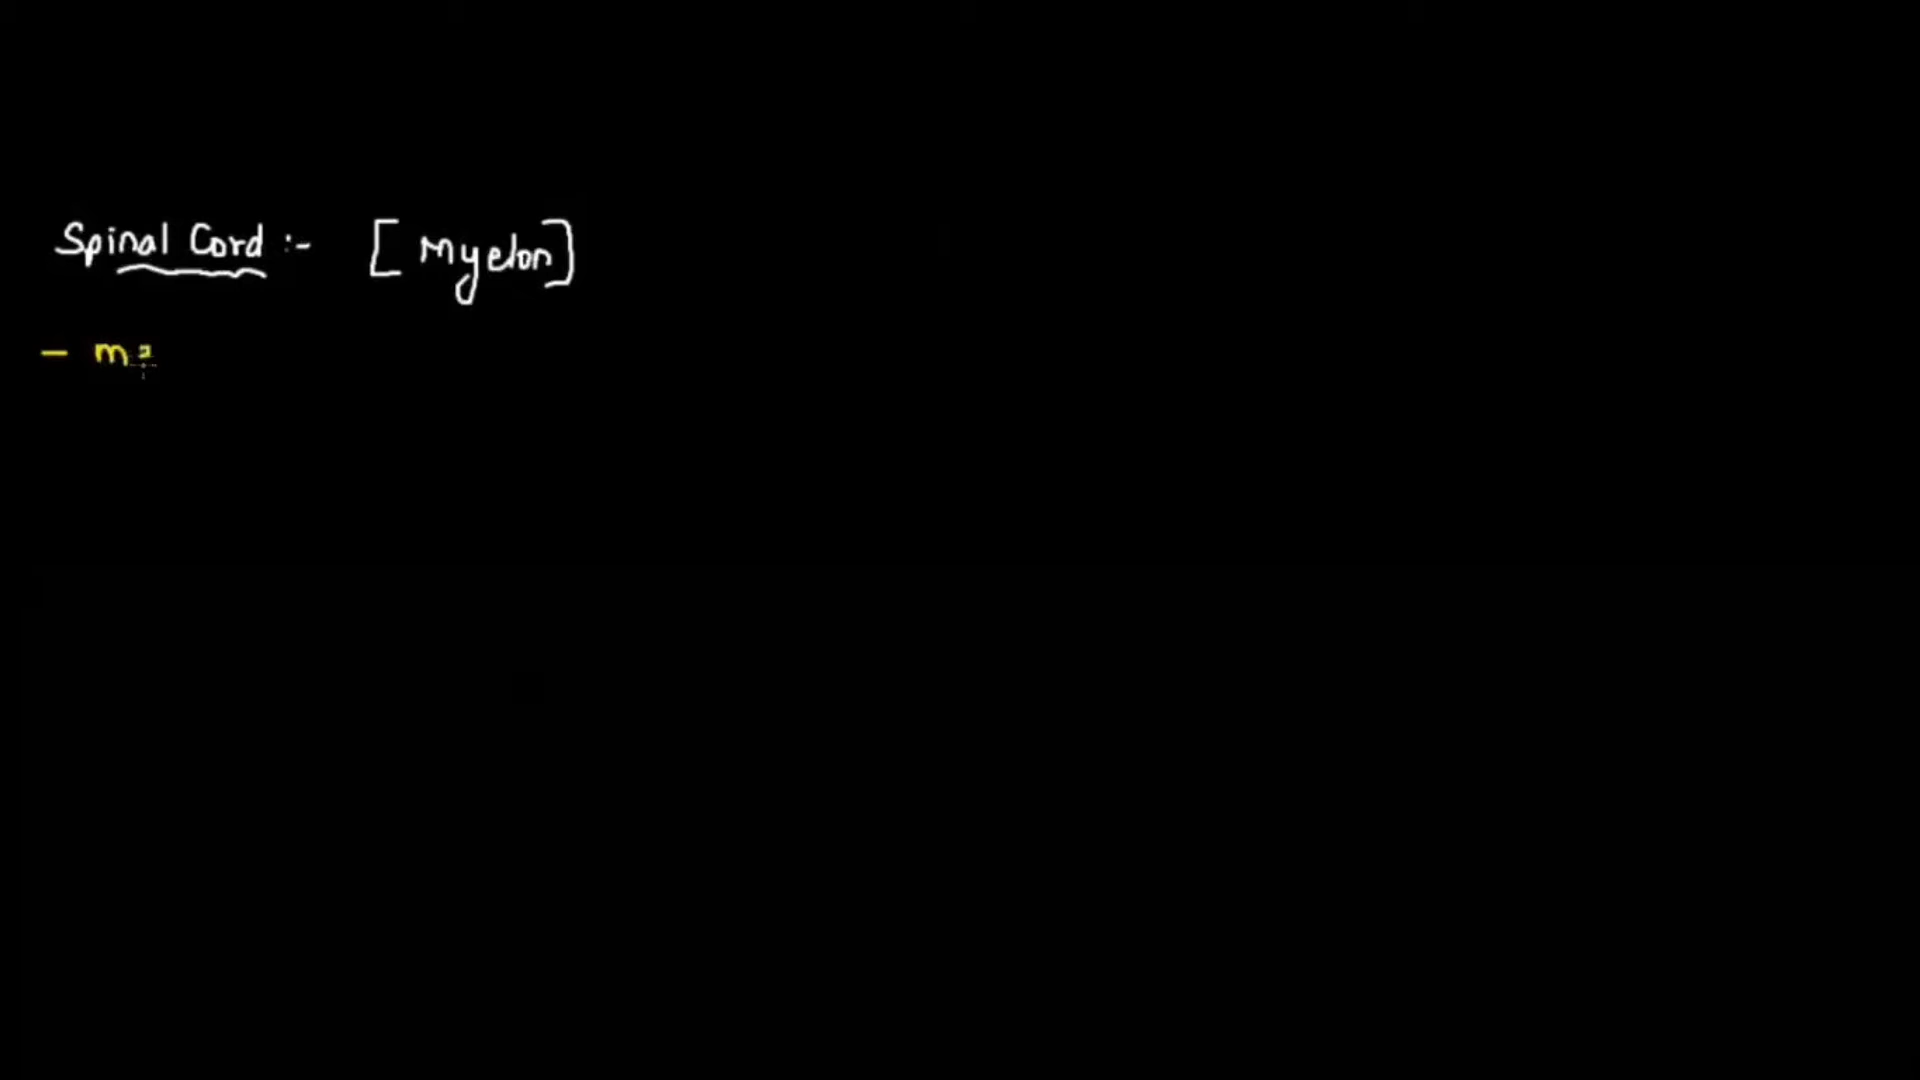 Spinal Cord :- [Myelon]
- m